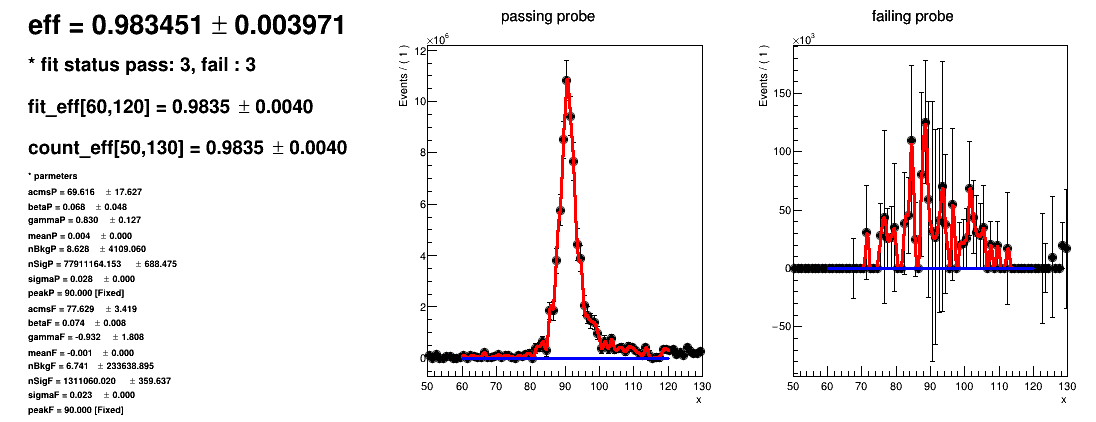 eff = 0.983451 ± 0.003971
* fit status pass: 3, fail : 3
fit_eff[60,120] = 0.9835 ± 0.0040
count_eff[50,130] = 0.9835 ± 0.0040
* parmeters
acmsP = 69.616 ± 17.627
betaP = 0.068 ± 0.048
gammaP = 0.830 ± 0.127
meanP = 0.004 ± 0.000
nBkgP = 8.628 ± 4109.060
nSigP = 77911164.153 ± 688.475
sigmaP = 0.028 ± 0.000
peakP = 90.000 [Fixed]
acmsF = 77.629 ± 3.419
betaF = 0.074 ± 0.008
gammaF = -0.932 ± 1.808
meanF = -0.001 ± 0.000
nBkgF = 6.741 ± 233638.895
nSigF = 1311060.020 ± 359.637
sigmaF = 0.023 ± 0.000
peakF = 90.000 [Fixed]
passing probe
×10⁶
Events / ( 1 )
12
10
8
6
4
2
0
50 60 70 80 90 100 110 120 130
x
failing probe
×10³
Events / ( 1 )
150
100
50
0
−50
50 60 70 80 90 100 110 120 130
x